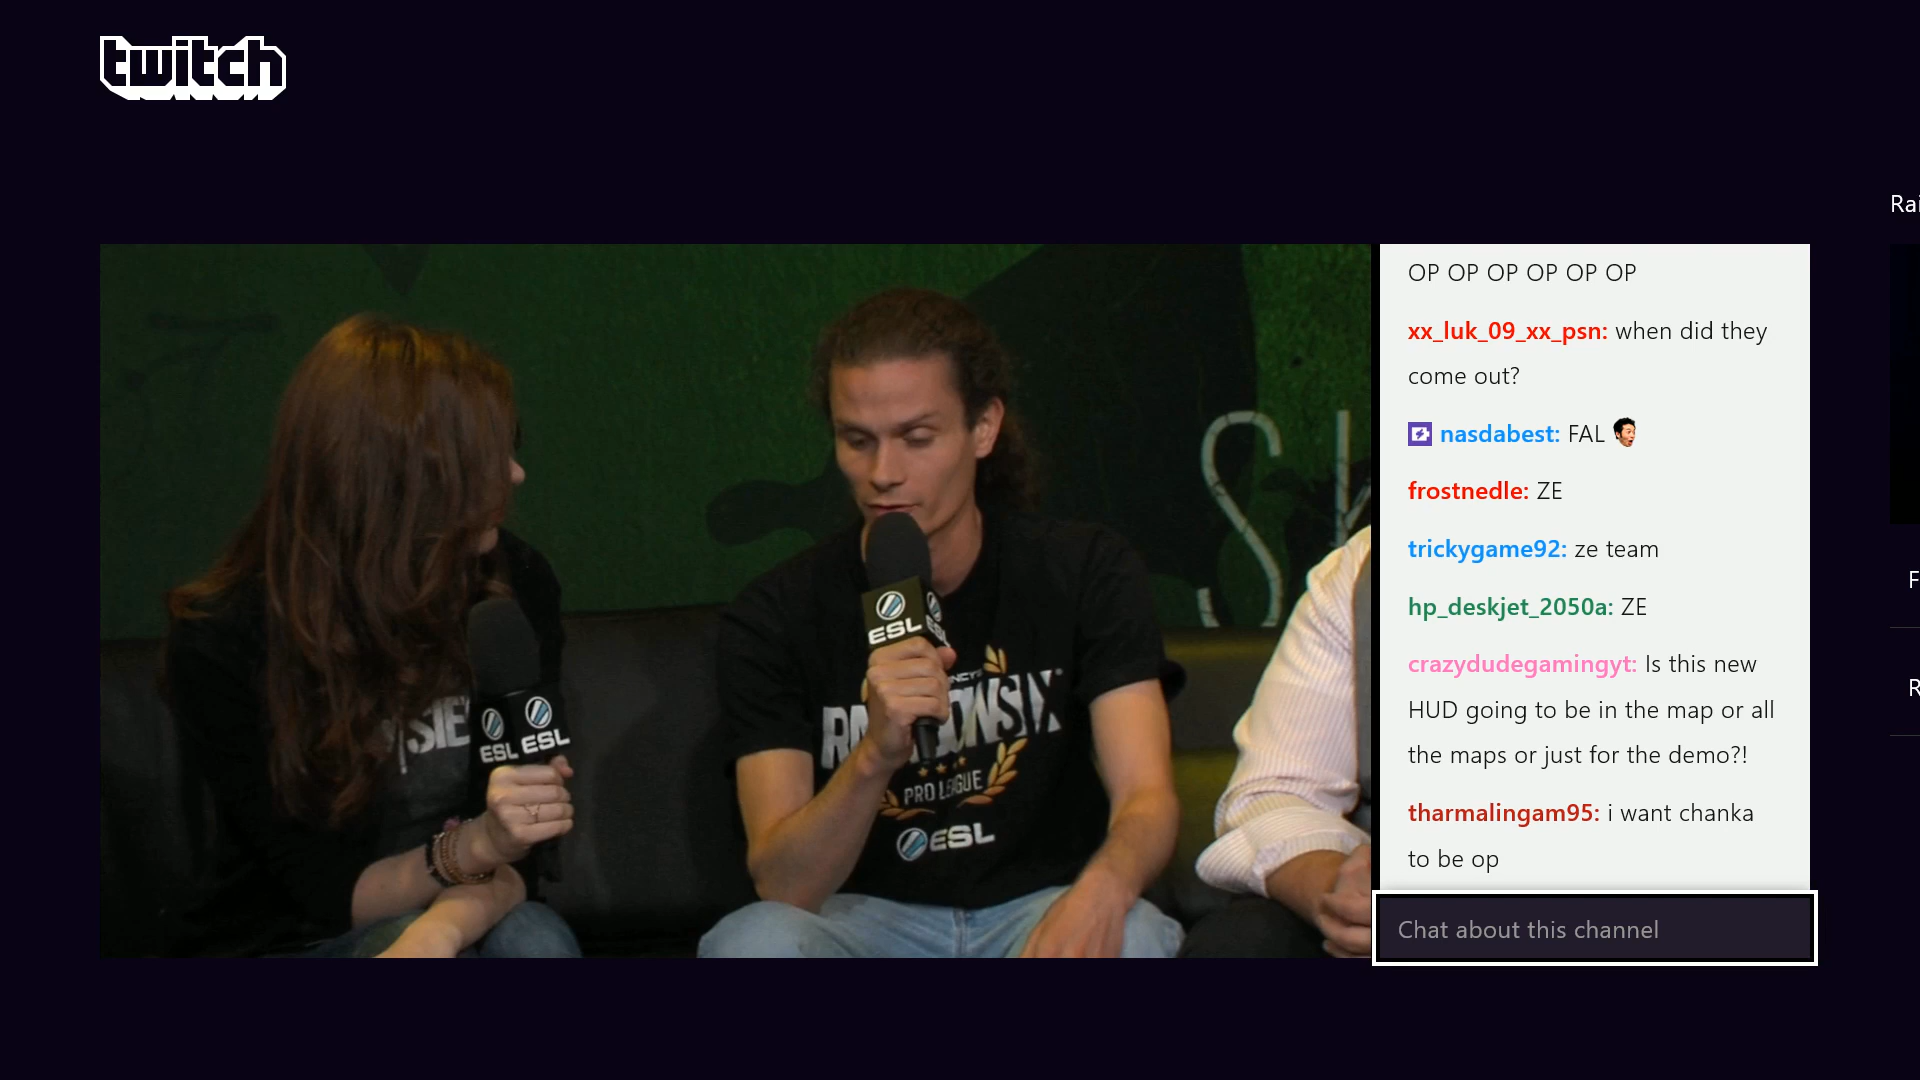 twitch
Rai
OP OP OP OP OP OP
xx_luk_09_xx_psn: when did they
come out?
nasdabest: FAL
frostnedle: ZE
trickygame92: ze team
hp_deskjet_2050a: ZE
crazydudegamingyt: Is this new
HUD going to be in the map or all
the maps or just for the demo?!
tharmalingam95: i want chanka
to be op
Chat about this channel
F
R
SK
ESL
ESL ESL
SIE
PRO LEAGUE
ESL